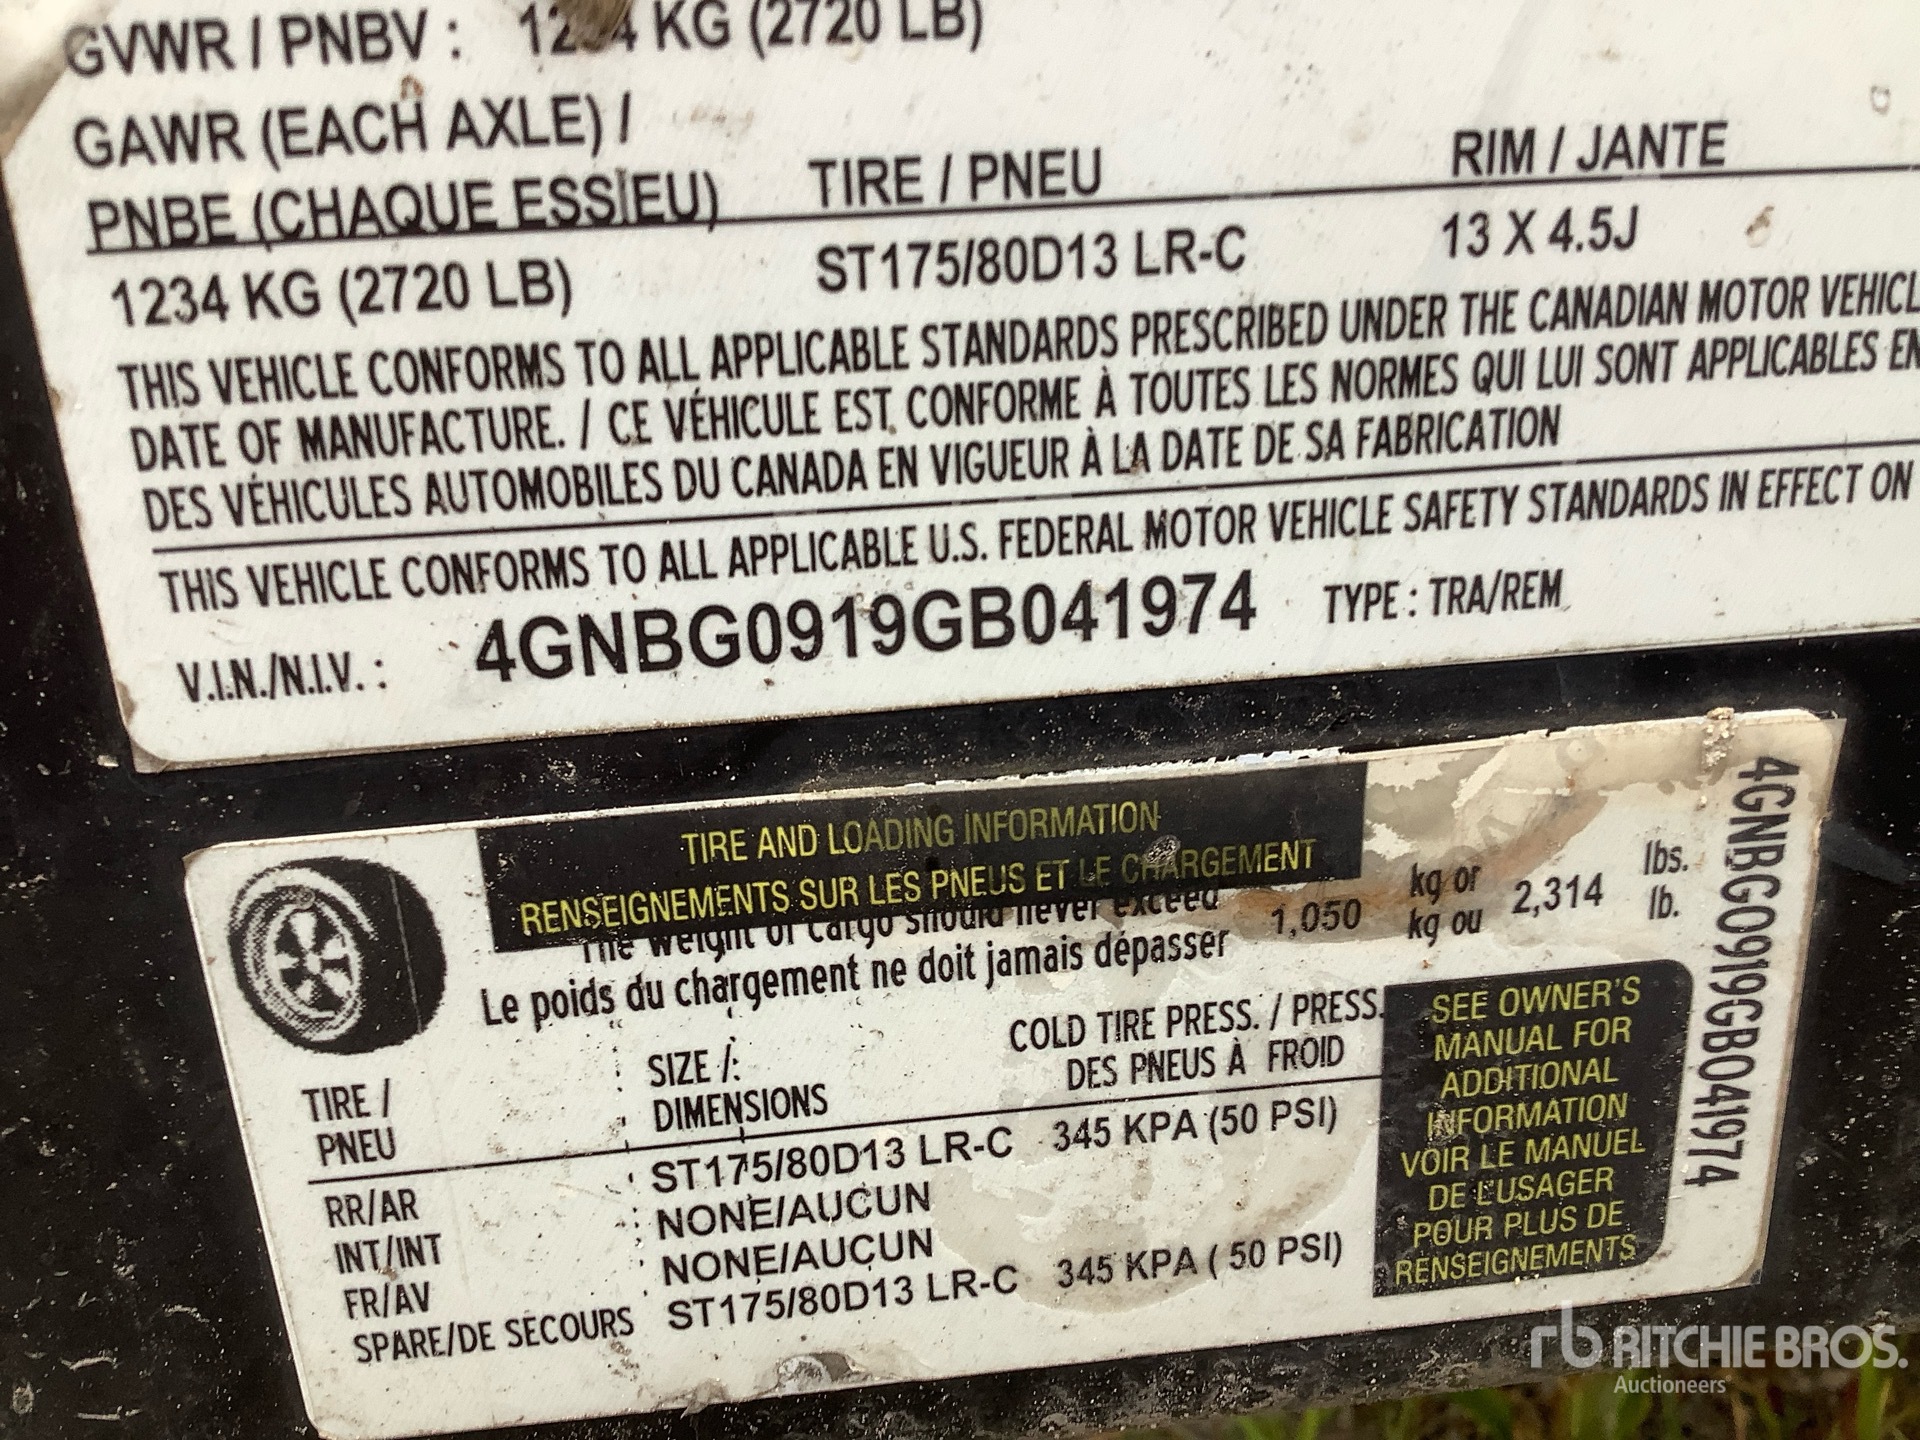 GVWR / PNBV : 1234 KG (2720 LB)
GAWR (EACH AXLE) /
PNBE (CHAQUE ESSIEU) TIRE / PNEU RIM / JANTE
1234 KG (2720 LB) ST175/80D13 LR-C 13 X 4.5J
THIS VEHICLE CONFORMS TO ALL APPLICABLE STANDARDS PRESCRIBED UNDER THE CANADIAN MOTOR VEHICL
DATE OF MANUFACTURE. / CE VÉHICULE EST CONFORME À TOUTES LES NORMES QUI LUI SONT APPLICABLES EN
DES VÉHICULES AUTOMOBILES DU CANADA EN VIGUEUR À LA DATE DE SA FABRICATION
THIS VEHICLE CONFORMS TO ALL APPLICABLE U.S. FEDERAL MOTOR VEHICLE SAFETY STANDARDS IN EFFECT ON
V.I.N./N.I.V. : 4GNBG0919GB041974 TYPE : TRA/REM
TIRE AND LOADING INFORMATION
RENSEIGNEMENTS SUR LES PNEUS ET LE CHARGEMENT
The weight of cargo should never exceed 1,050 kg or 2,314 lbs.
Le poids du chargement ne doit jamais dépasser kg ou lb.
TIRE / SIZE / COLD TIRE PRESS. / PRESS.
PNEU DIMENSIONS DES PNEUS À FROID
RR/AR : ST175/80D13 LR-C 345 KPA (50 PSI)
INT/INT : NONE/AUCUN
FR/AV NONE/AUCUN
SPARE/DE SECOURS ST175/80D13 LR-C 345 KPA ( 50 PSI)
SEE OWNER'S
MANUAL FOR
ADDITIONAL
INFORMATION
VOIR LE MANUEL
DE L'USAGER
POUR PLUS DE
RENSEIGNEMENTS
4GNBG0919GB041974
rb RITCHIE BROS.
Auctioneers